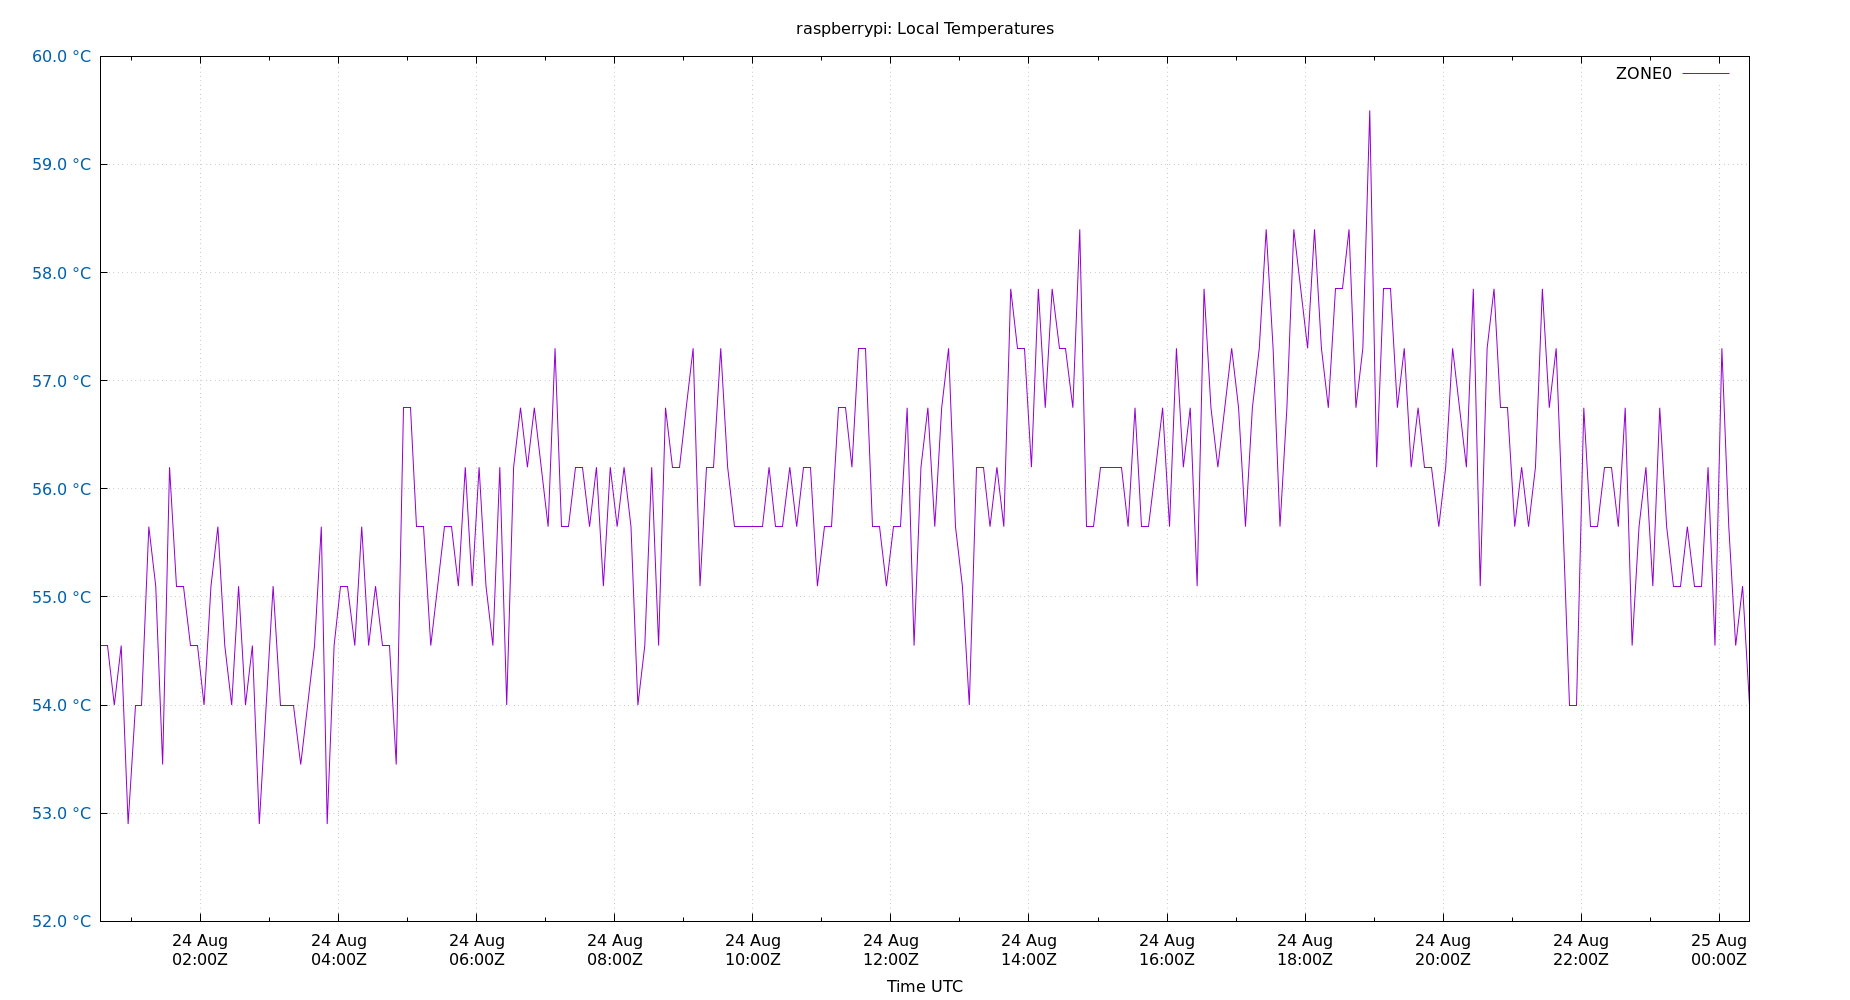 raspberrypi: Local Temperatures
60.0 °C
59.0 °C
58.0 °C
57.0 °C
56.0 °C
55.0 °C
54.0 °C
53.0 °C
52.0 °C
ZONE0
24 Aug
02:00Z
24 Aug
04:00Z
24 Aug
06:00Z
24 Aug
08:00Z
24 Aug
10:00Z
24 Aug
12:00Z
24 Aug
14:00Z
24 Aug
16:00Z
24 Aug
18:00Z
24 Aug
20:00Z
24 Aug
22:00Z
25 Aug
00:00Z
Time UTC